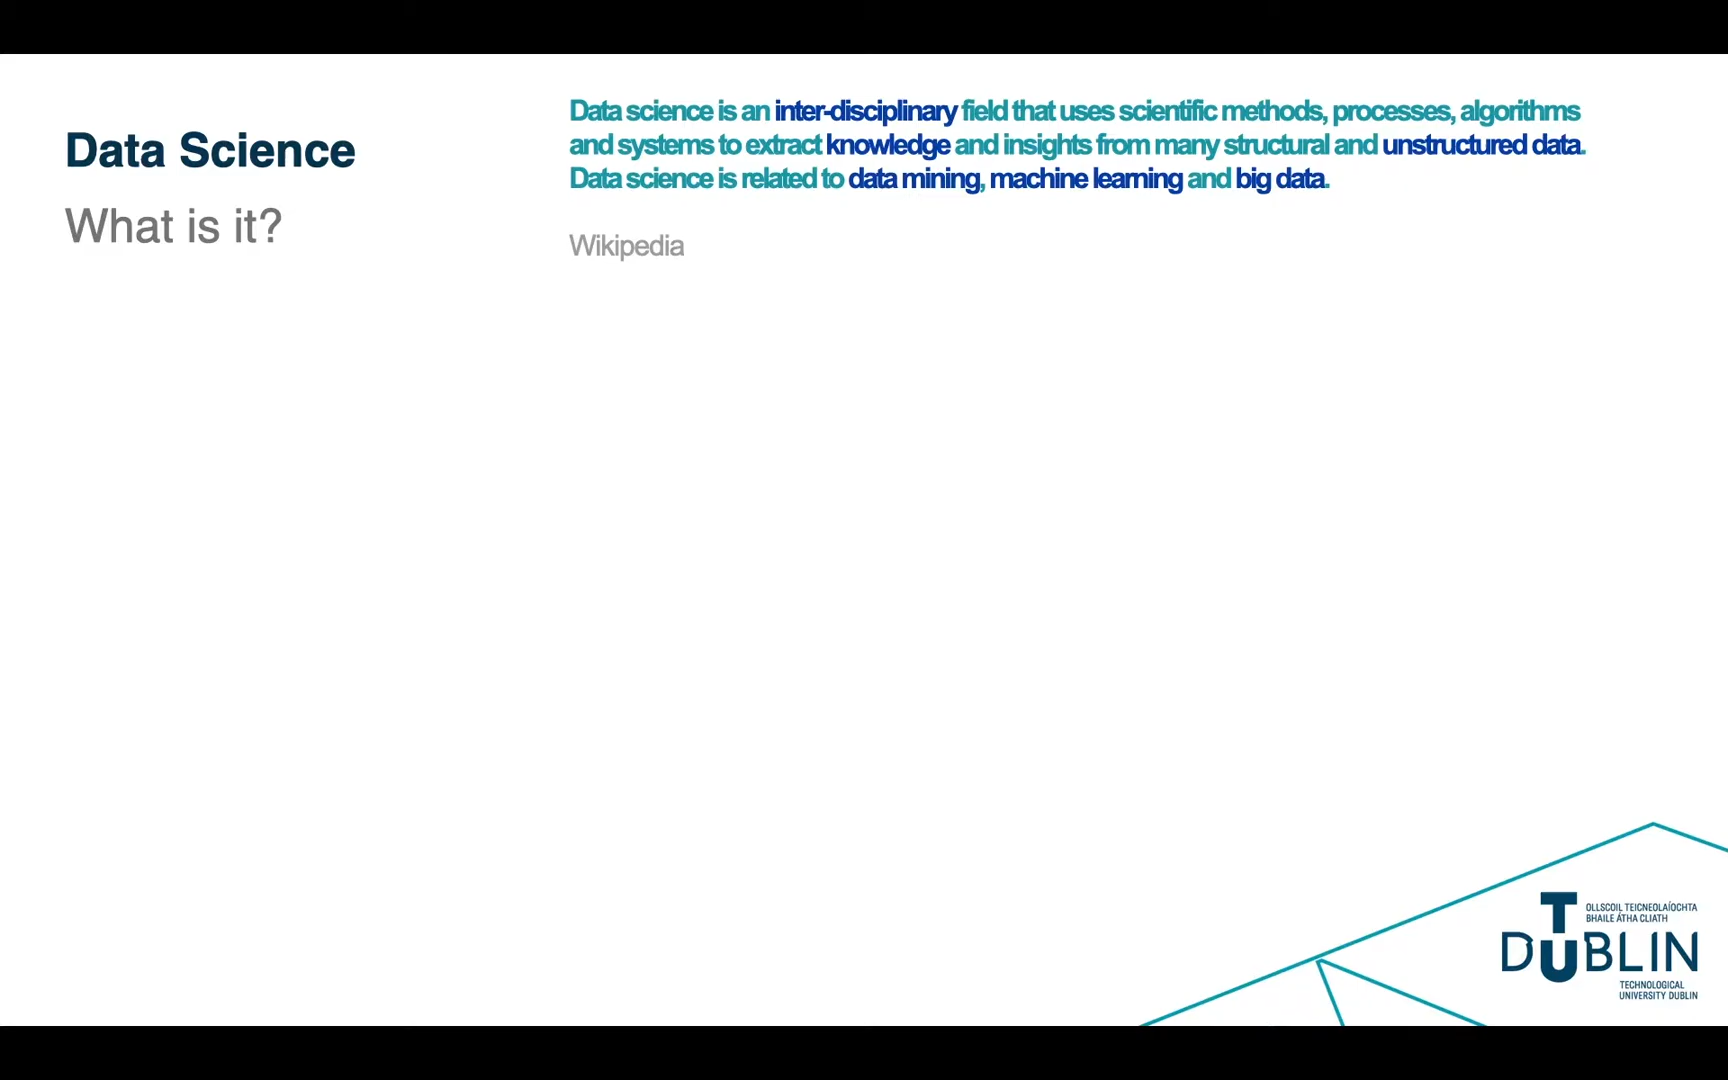 Data Science
What is it?
Data science is an inter-disciplinary field that uses scientific methods, processes, algorithms
and systems to extract knowledge and insights from many structural and unstructured data.
Data science is related to data mining, machine learning and big data.
Wikipedia
OLLSCOIL TEICNEOLAÍOCHTA
BHAILE ÁTHA CLIATH
TU DUBLIN
TECHNOLOGICAL
UNIVERSITY DUBLIN